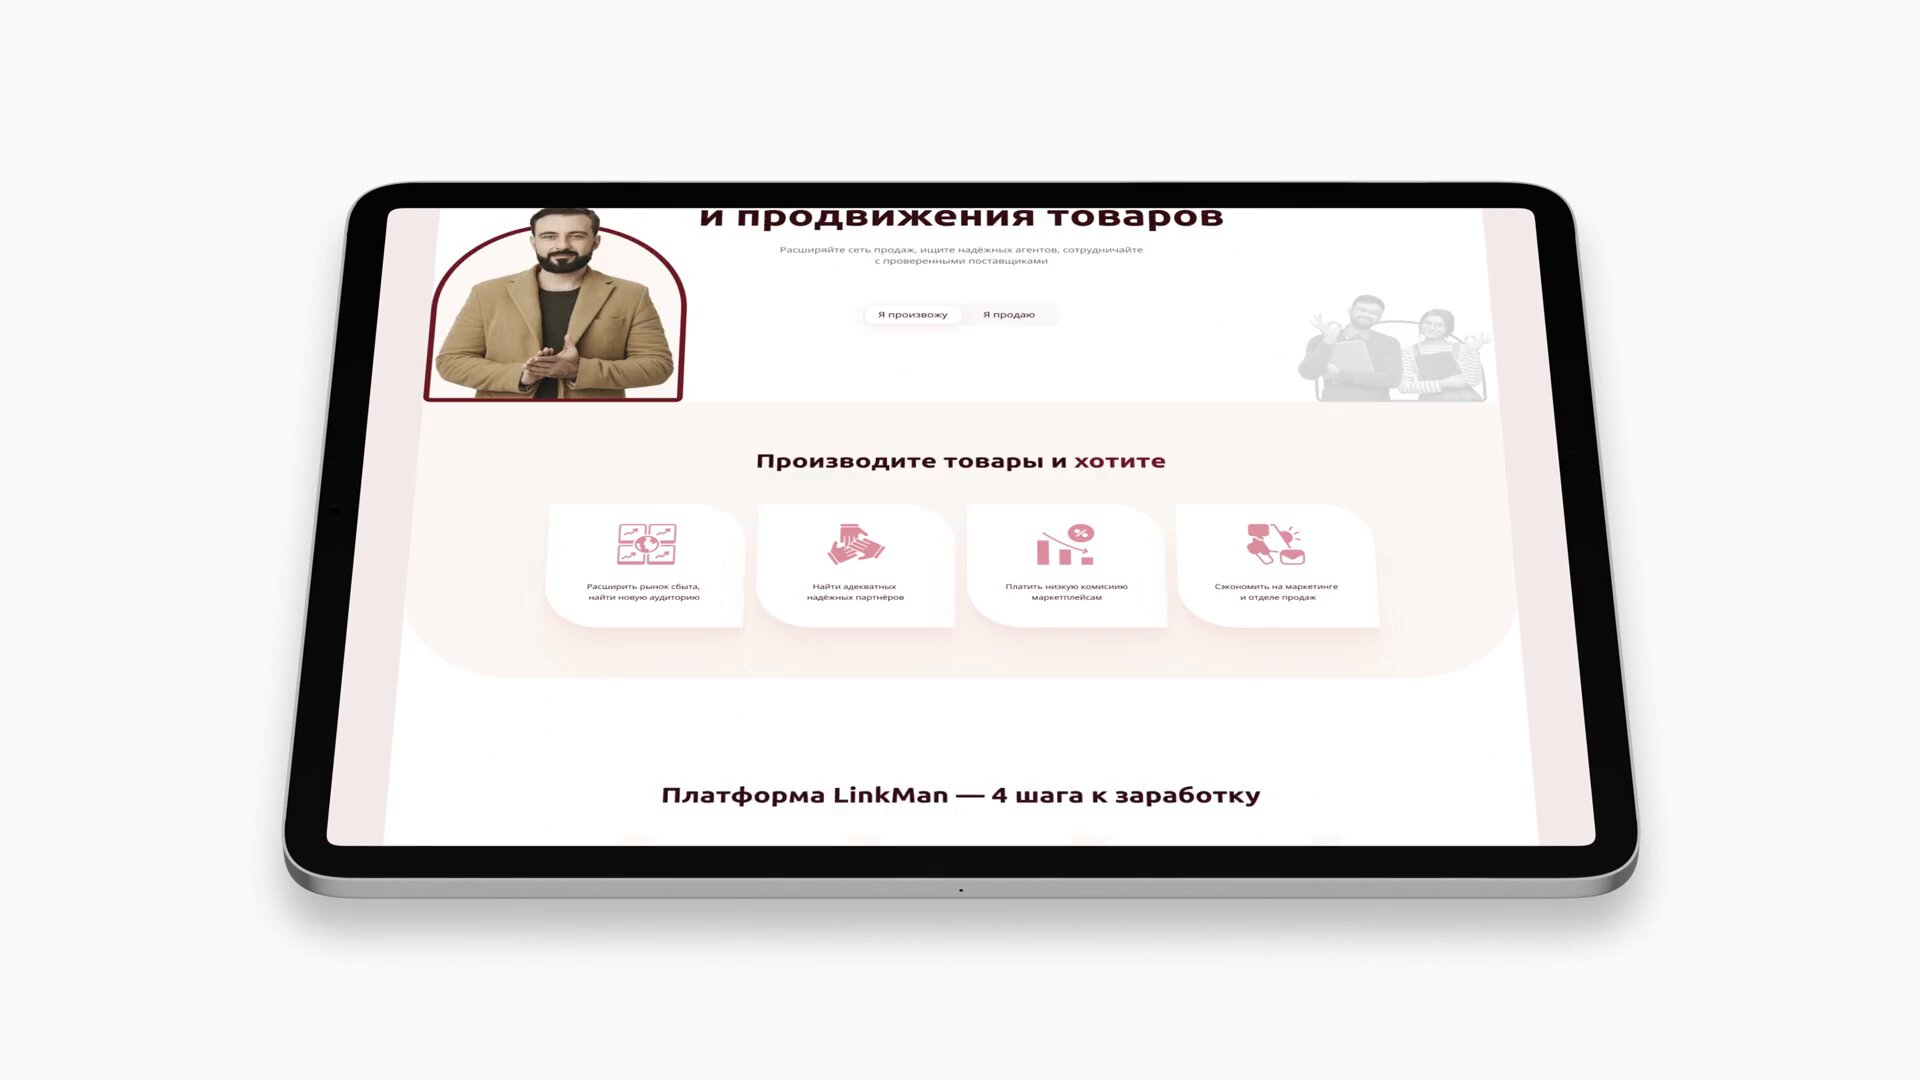 и продвижения товаров
Расширяйте сеть продаж, ищите надёжных агентов, сотрудничайте
с проверенными поставщиками
Я произвожу
Я продаю
Производите товары и хотите
Расширить рынок сбыта,
найти новую аудиторию
Найти адекватных
надёжных партнёров
Платить низкую комисиию
маркетплейсам
Сэкономить на маркетинге
и отделе продаж
Платформа LinkMan — 4 шага к заработку